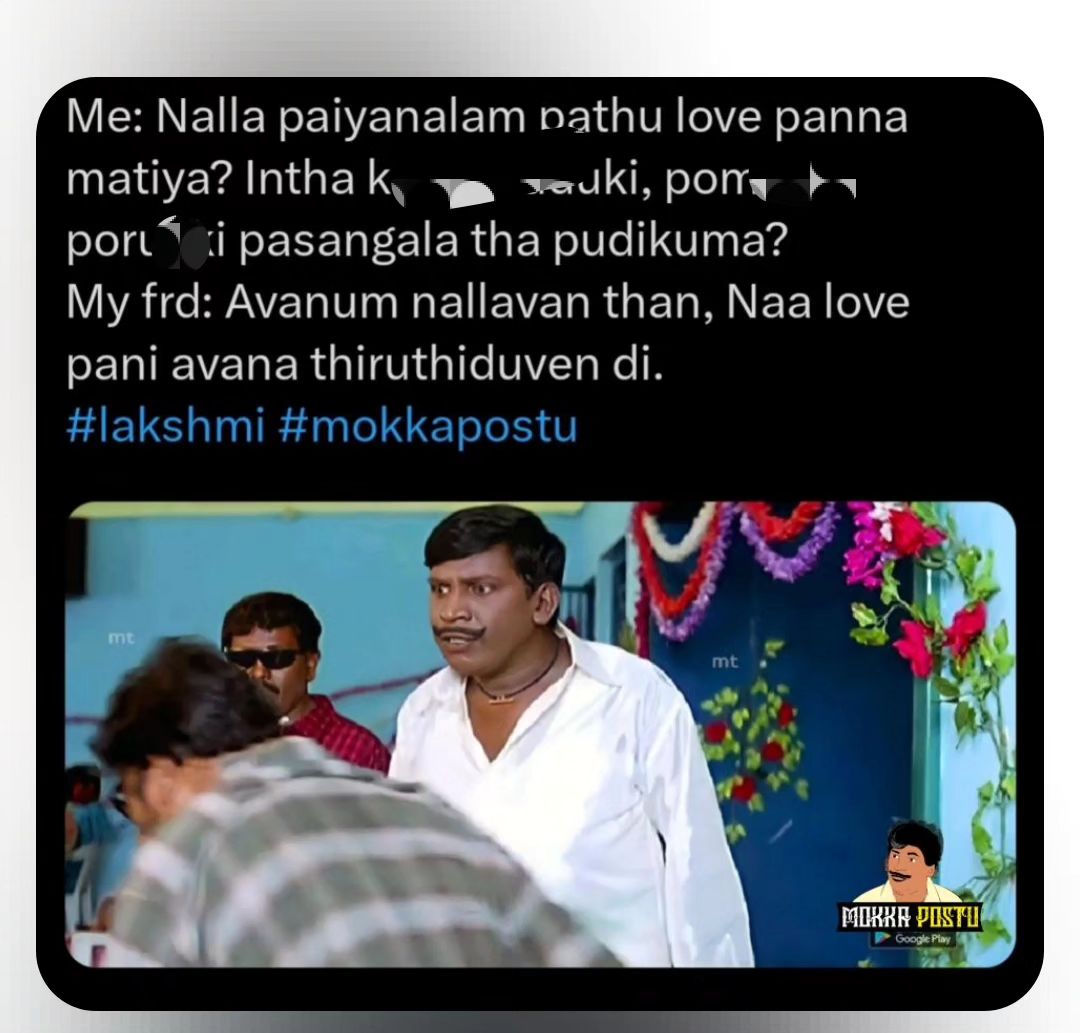 Me: Nalla paiyanalam pathu love panna
matiya? Intha
pasangala tha pudikuma?
My frd: Avanum nallavan than, Naa love
pani avana thiruthiduven di.
#lakshmi #mokkapostu
mt
mt
MOKKA POSTU
Google Play